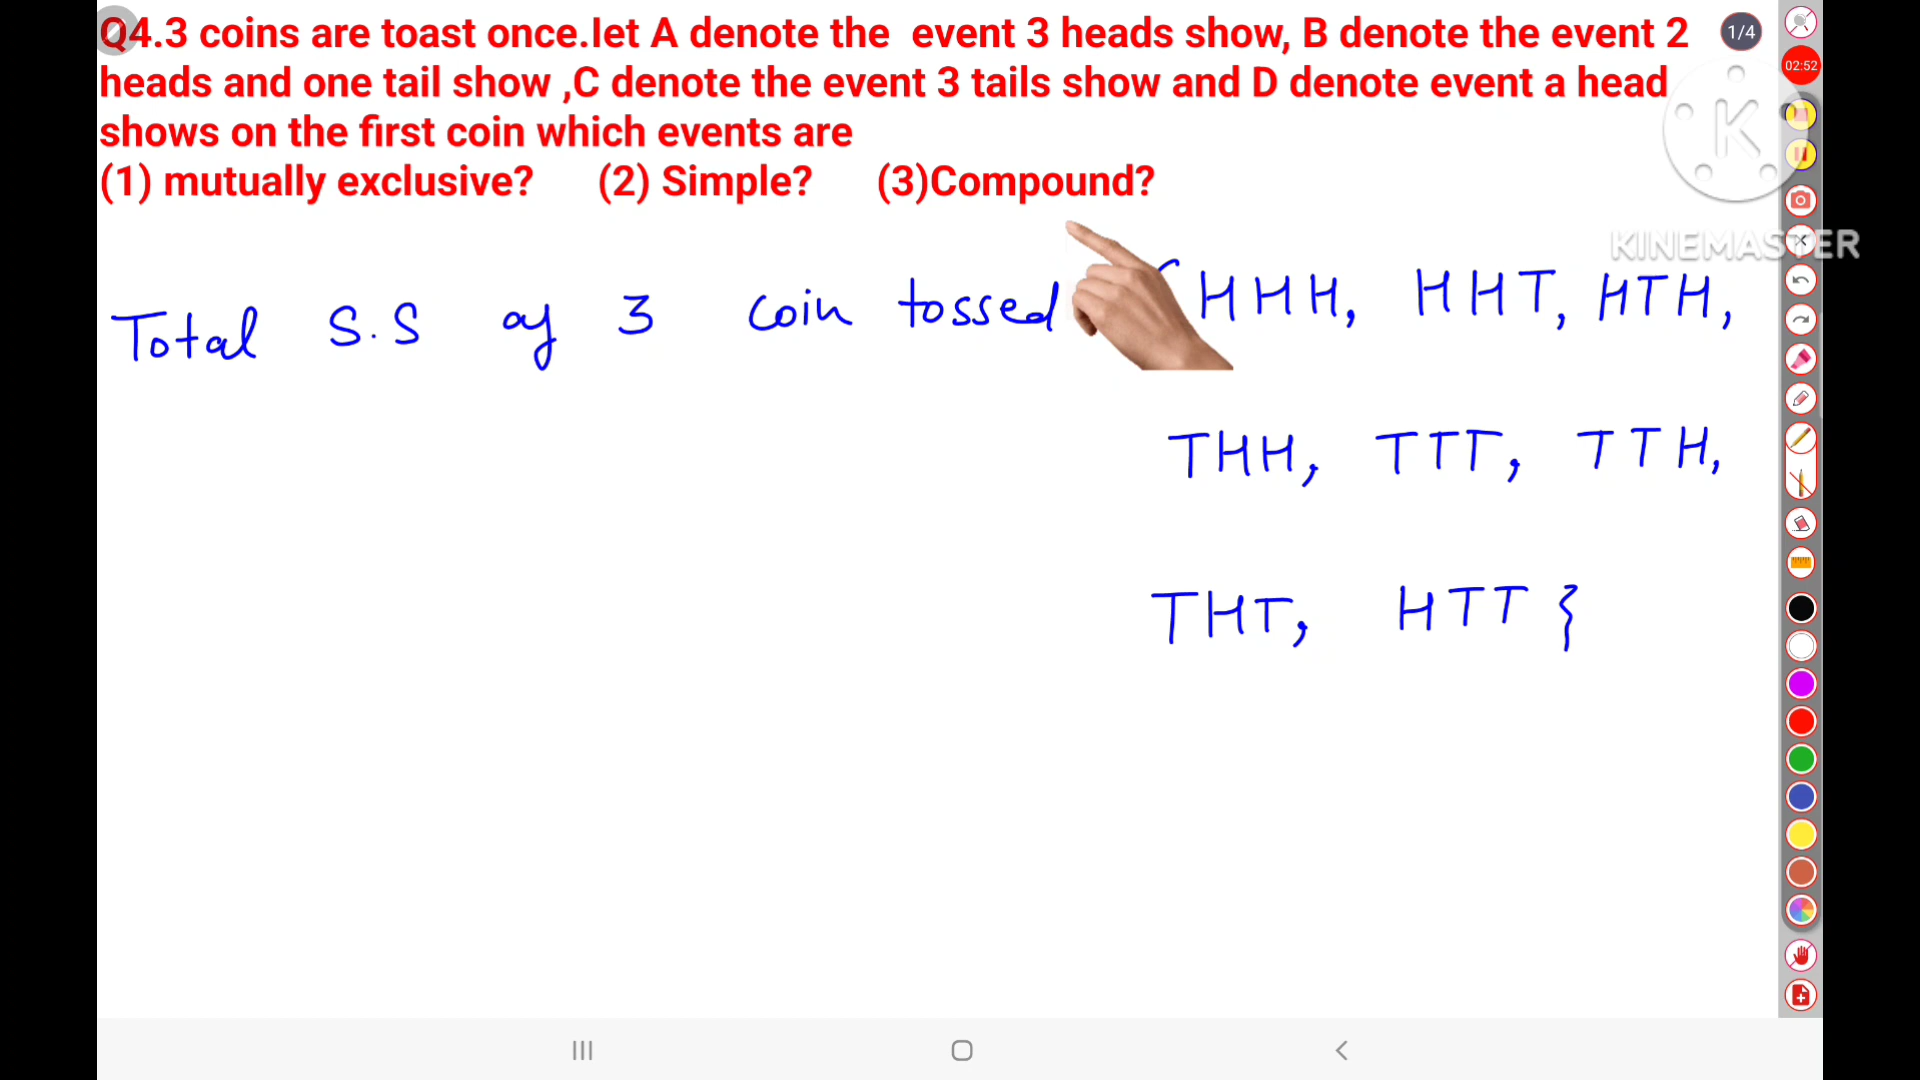 Q4.3 coins are toast once.let A denote the event 3 heads show, B denote the event 2
heads and one tail show ,C denote the event 3 tails show and D denote event a head
shows on the first coin which events are
(1) mutually exclusive? (2) Simple? (3)Compound?
1/4
02:52
K
KINEMASTER
Total S.S of 3 coin tossed { HHH, HHT, HTH,
THH, TTT, TTH,
THT, HTT }